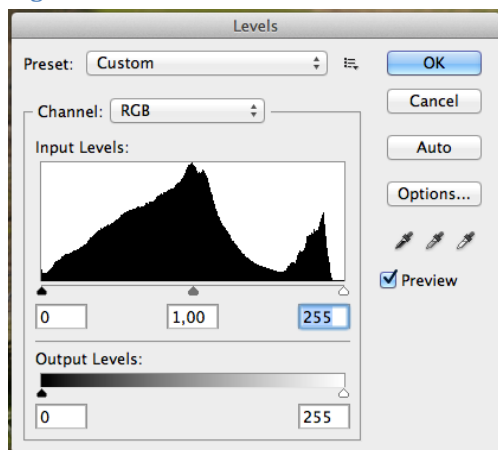 Levels
Preset: Custom
OK
Channel: RGB
Cancel
Input Levels:
Auto
Options...
Preview
0 1,00 255
Output Levels:
0 255